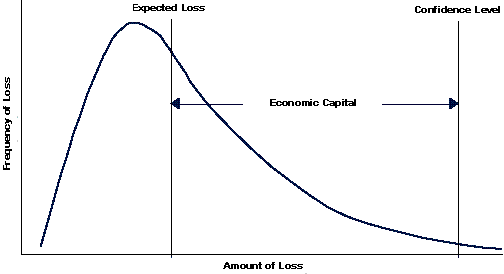 Expected Loss
Confidence Level
Economic Capital
Frequency of Loss
Amount of Loss